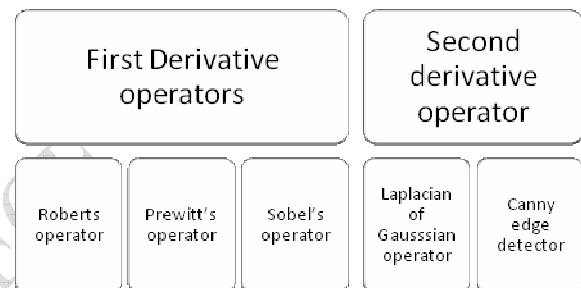 First Derivative
operators
Second
derivative
operator
Roberts
operator
Prewitt's
operator
Sobel's
operator
Laplacian
of
Gausssian
operator
Canny
edge
detector